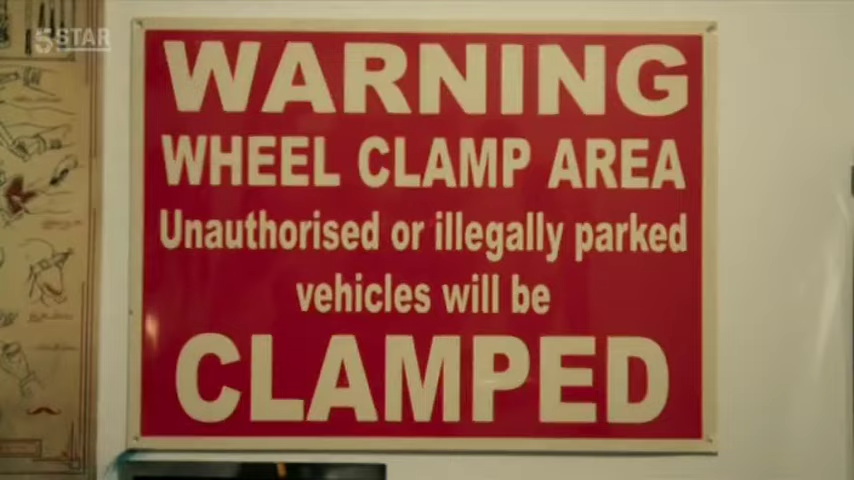 5STAR
WARNING
WHEEL CLAMP AREA
Unauthorised or illegally parked
vehicles will be
CLAMPED